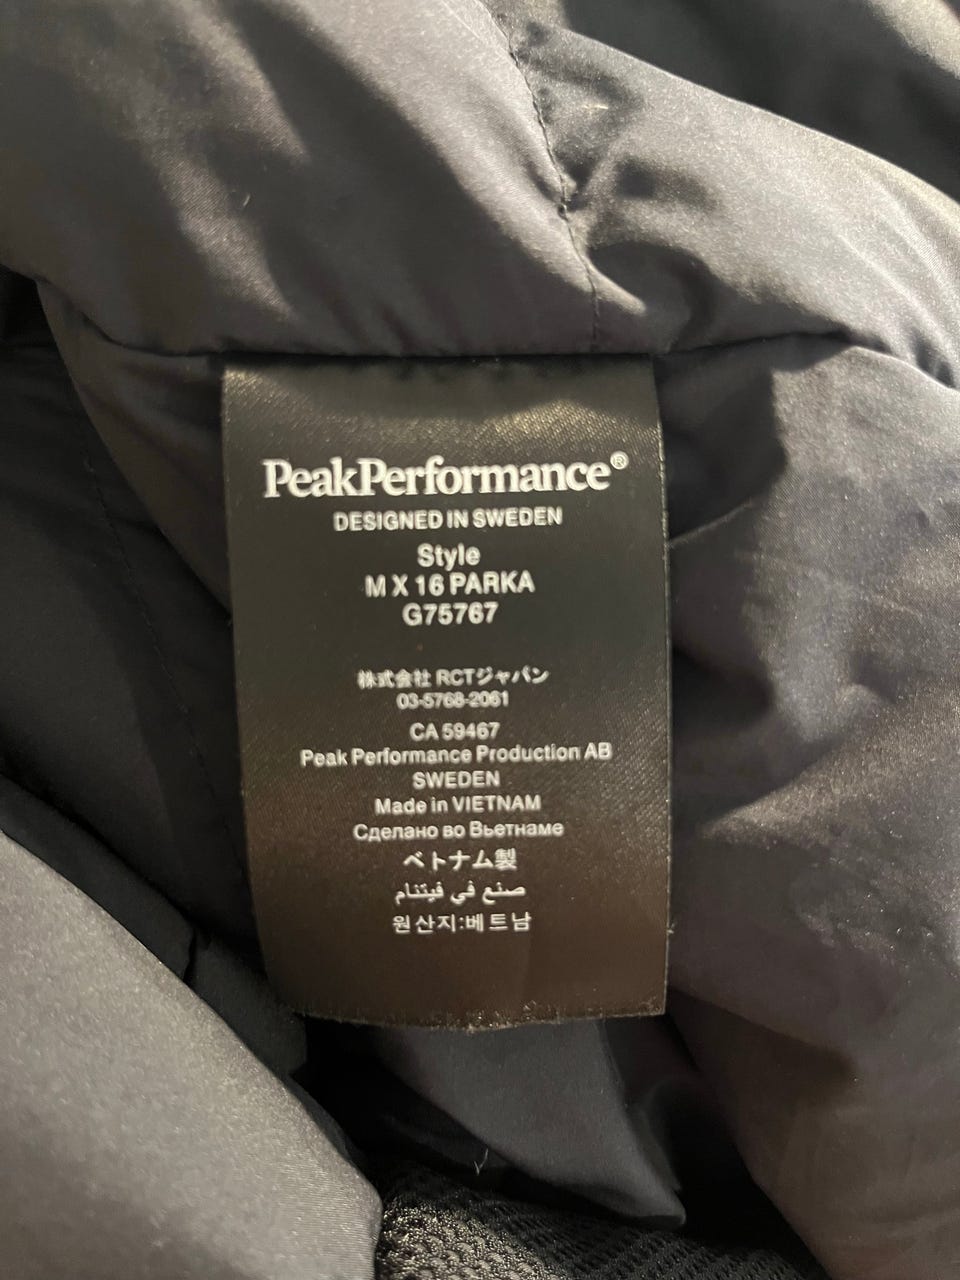 PeakPerformance®
DESIGNED IN SWEDEN
Style
M X 16 PARKA
G75767
株式会社 RCTジャパン
03-5768-2061
CA 59467
Peak Performance Production AB
SWEDEN
Made in VIETNAM
Сделано во Вьетнаме
ベトナム製
صنع في فيتنام
원산지:베트남